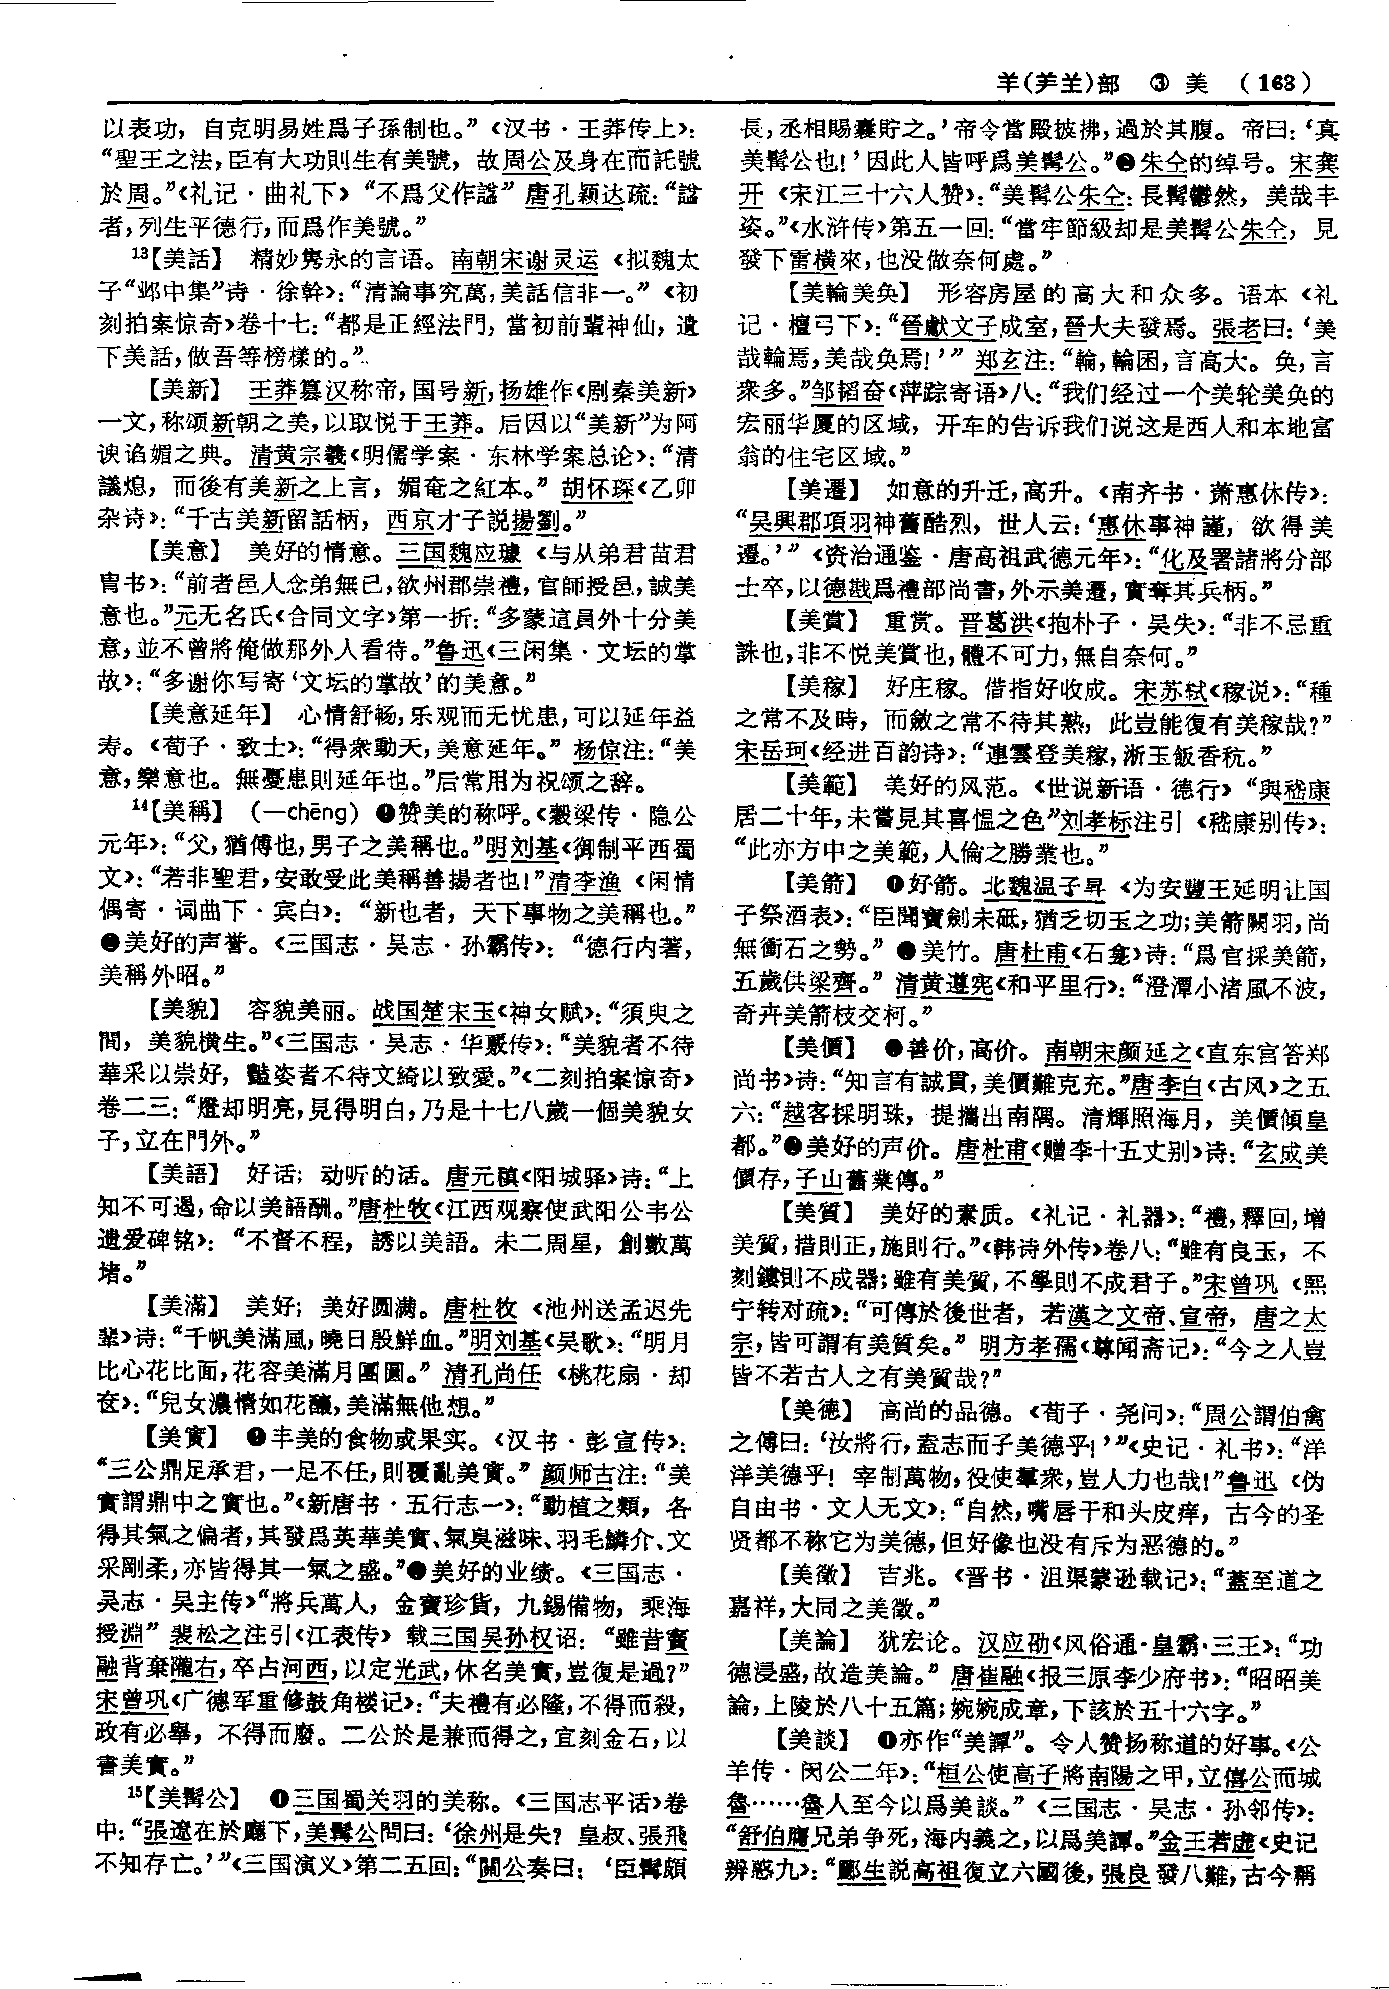 羊(⺷𦍌)部　③　美　（163）
以表功，自克明易姓爲子孫制也。”《汉书·王莽传上》：
“聖王之法，臣有大功則生有美號，故周公及身在而託號
於周。”《礼记·曲礼下》“不爲父作謚”唐孔颖达疏：“謚
者，列生平德行，而爲作美號。”
¹³【美話】　精妙隽永的言语。南朝宋谢灵运《拟魏太
子“邺中集”诗·徐幹》：“清論事究萬，美話信非一。”《初
刻拍案惊奇》卷十七：“都是正經法門，當初前輩神仙，遺
下美話，做吾等榜樣的。”
【美新】　王莽篡汉称帝，国号新，扬雄作《剧秦美新》
一文，称颂新朝之美，以取悦于王莽。后因以“美新”为阿
谀谄媚之典。清黄宗羲《明儒学案·东林学案总论》：“清
議熄，而後有美新之上言，媚奄之紅本。”胡怀琛《乙卯
杂诗》：“千古美新留話柄，西京才子説揚劉。”
【美意】　美好的情意。三国魏应璩《与从弟君苗君
胄书》：“前者邑人念弟無已，欲州郡崇禮，官師授邑，誠美
意也。”元无名氏《合同文字》第一折：“多蒙這員外十分美
意，並不曾將俺做那外人看待。”鲁迅《三闲集·文坛的掌
故》：“多谢你写寄‘文坛的掌故’的美意。”
【美意延年】　心情舒畅，乐观而无忧患，可以延年益
寿。《荀子·致士》：“得衆動天，美意延年。”杨倞注：“美
意，樂意也。無憂患則延年也。”后常用为祝颂之辞。
¹⁴【美稱】　（—chēng）❶赞美的称呼。《穀梁传·隐公
元年》：“父，猶傅也，男子之美稱也。”明刘基《御制平西蜀
文》：“若非聖君，安敢受此美稱善揚者也！”清李渔《闲情
偶寄·词曲下·宾白》：“新也者，天下事物之美稱也。”
❷美好的声誉。《三国志·吴志·孙霸传》：“德行内著，
美稱外昭。”
【美貌】　容貌美丽。战国楚宋玉《神女赋》：“須臾之
間，美貌横生。”《三国志·吴志·华覈传》：“美貌者不待
華采以崇好，豔姿者不待文綺以致愛。”《二刻拍案惊奇》
卷二三：“燈却明亮，見得明白，乃是十七八歲一個美貌女
子，立在門外。”
【美語】　好话；动听的话。唐元稹《阳城驿》诗：“上
知不可遏，命以美語酬。”唐杜牧《江西观察使武阳公韦公
遗爱碑铭》：“不督不程，誘以美語。未二周星，創數萬
堵。”
【美滿】　美好；美好圆满。唐杜牧《池州送孟迟先
辈》诗：“千帆美滿風，曉日殷鮮血。”明刘基《吴歌》：“明月
比心花比面，花容美滿月團圓。”清孔尚任《桃花扇·却
奁》：“兒女濃情如花釀，美滿無他想。”
【美實】　❶丰美的食物或果实。《汉书·彭宣传》：
“三公鼎足承君，一足不任，則覆亂美實。”颜师古注：“美
實謂鼎中之實也。”《新唐书·五行志一》：“動植之類，各
得其氣之偏者，其發爲英華美實、氣臭滋味、羽毛鱗介、文
采剛柔，亦皆得其一氣之盛。”❷美好的业绩。《三国志·
吴志·吴主传》“將兵萬人，金寶珍貨，九錫備物，乘海
授淵”裴松之注引《江表传》载三国吴孙权诏：“雖昔竇
融背棄隴右，卒占河西，以定光武，休名美實，豈復是過？”
宋曾巩《广德军重修鼓角楼记》：“夫禮有必隆，不得而殺，
政有必舉，不得而廢。二公於是兼而得之，宜刻金石，以
書美實。”
¹⁵【美髯公】　❶三国蜀关羽的美称。《三国志平话》卷
中：“張遼在於廳下，美髯公問曰：‘徐州是失？皇叔、張飛
不知存亡。’”《三国演义》第二五回：“關公奏曰：‘臣髯頗
長，丞相賜囊貯之。’帝令當殿披拂，過於其腹。帝曰：‘真
美髯公也！’因此人皆呼爲美髯公。”❷朱仝的绰号。宋龚
开《宋江三十六人赞》：“美髯公朱仝：長髯鬱然，美哉丰
姿。”《水浒传》第五一回：“當牢節級却是美髯公朱仝，見
發下雷横來，也没做奈何處。”
【美輪美奂】　形容房屋的高大和众多。语本《礼
记·檀弓下》：“晉獻文子成室，晉大夫發焉。張老曰：‘美
哉輪焉，美哉奂焉！’”郑玄注：“輪，輪囷，言高大。奂，言
衆多。”邹韬奋《萍踪寄语》八：“我们经过一个美轮美奂的
宏丽华厦的区域，开车的告诉我们说这是西人和本地富
翁的住宅区域。”
【美遷】　如意的升迁，高升。《南齐书·萧惠休传》：
“吴興郡項羽神舊酷烈，世人云：‘惠休事神謹，欲得美
遷。’”《资治通鉴·唐高祖武德元年》：“化及署諸將分部
士卒，以德戡爲禮部尚書，外示美遷，實奪其兵柄。”
【美賞】　重赏。晋葛洪《抱朴子·吴失》：“非不忌重
誅也，非不悦美賞也，體不可力，無自奈何。”
【美稼】　好庄稼。借指好收成。宋苏轼《稼说》：“種
之常不及時，而斂之常不待其熟，此豈能復有美稼哉？”
宋岳珂《经进百韵诗》：“連雲登美稼，淅玉飯香秔。”
【美範】　美好的风范。《世说新语·德行》“與嵇康
居二十年，未嘗見其喜愠之色”刘孝标注引《嵇康别传》：
“此亦方中之美範，人倫之勝業也。”
【美箭】　❶好箭。北魏温子昇《为安豐王延明让国
子祭酒表》：“臣聞寶劍未砥，猶乏切玉之功；美箭闕羽，尚
無衝石之勢。”❷美竹。唐杜甫《石龛》诗：“爲官採美箭，
五歲供梁齊。”清黄遵宪《和平里行》：“澄潭小渚風不波，
奇卉美箭枝交柯。”
【美價】　❶善价，高价。南朝宋颜延之《直东宫答郑
尚书》诗：“知言有誠貫，美價難克充。”唐李白《古风》之五
六：“越客採明珠，提攜出南隅。清輝照海月，美價傾皇
都。”❷美好的声价。唐杜甫《赠李十五丈别》诗：“玄成美
價存，子山舊業傳。”
【美質】　美好的素质。《礼记·礼器》：“禮，釋回，增
美質，措則正，施則行。”《韩诗外传》卷八：“雖有良玉，不
刻鏤則不成器；雖有美質，不學則不成君子。”宋曾巩《熙
宁转对疏》：“可傳於後世者，若漢之文帝、宣帝，唐之太
宗，皆可謂有美質矣。”明方孝孺《尊闻斋记》：“今之人豈
皆不若古人之有美質哉？”
【美德】　高尚的品德。《荀子·尧问》：“周公謂伯禽
之傅曰：‘汝將行，盍志而子美德乎！’”《史记·礼书》：“洋
洋美德乎！宰制萬物，役使羣衆，豈人力也哉！”鲁迅《伪
自由书·文人无文》：“自然，嘴唇干和头皮痒，古今的圣
贤都不称它为美德，但好像也没有斥为恶德的。”
【美徵】　吉兆。《晋书·沮渠蒙逊载记》：“蓋至道之
嘉祥，大同之美徵。”
【美論】　犹宏论。汉应劭《风俗通·皇霸·三王》：“功
德浸盛，故造美論。”唐崔融《报三原李少府书》：“昭昭美
論，上陵於八十五篇；婉婉成章，下該於五十六字。”
【美談】　❶亦作“美譚”。令人赞扬称道的好事。《公
羊传·闵公二年》：“桓公使高子將南陽之甲，立僖公而城
魯……魯人至今以爲美談。”《三国志·吴志·孙邻传》：
“舒伯膺兄弟争死，海内義之，以爲美譚。”金王若虚《史记
辨惑九》：“酈生説高祖復立六國後，張良發八難，古今稱